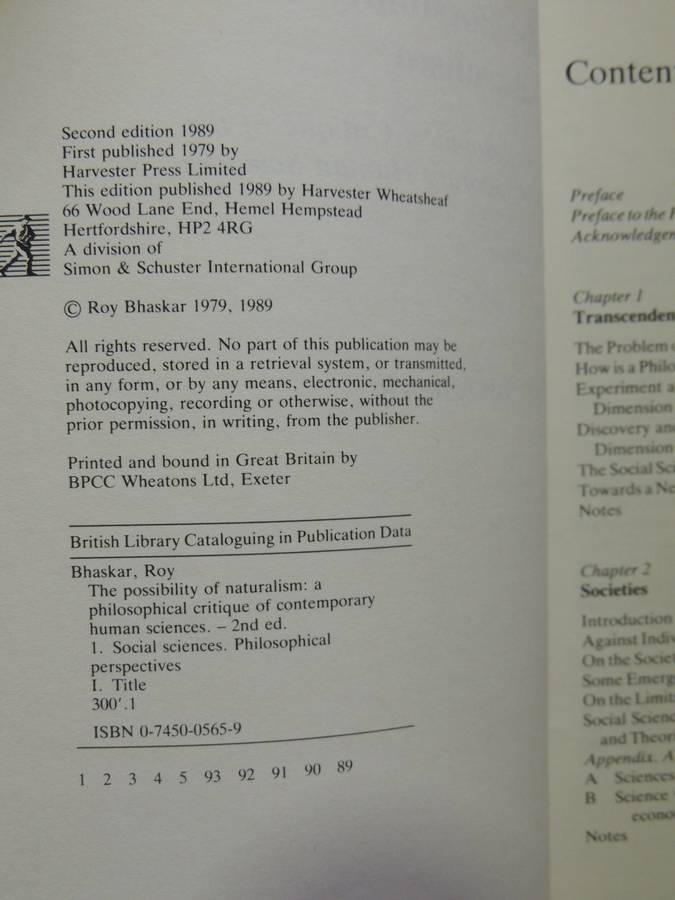 Second edition 1989
First published 1979 by
Harvester Press Limited
This edition published 1989 by Harvester Wheatsheaf
66 Wood Lane End, Hemel Hempstead
Hertfordshire, HP2 4RG
A division of
Simon & Schuster International Group
© Roy Bhaskar 1979, 1989
All rights reserved. No part of this publication may be
reproduced, stored in a retrieval system, or transmitted,
in any form, or by any means, electronic, mechanical,
photocopying, recording or otherwise, without the
prior permission, in writing, from the publisher.
Printed and bound in Great Britain by
BPCC Wheatons Ltd, Exeter
British Library Cataloguing in Publication Data
Bhaskar, Roy
The possibility of naturalism: a
philosophical critique of contemporary
human sciences. – 2nd ed.
1. Social sciences. Philosophical
perspectives
I. Title
300'.1
ISBN 0-7450-0565-9
1 2 3 4 5 93 92 91 90 89
Conten
Preface
Preface to the
Acknowledgem
Chapter 1
Transcenden
The Problem
How is a Philo
Experiment a
Dimension
Discovery and
Dimension
The Social Sci
Towards a Ne
Notes
Chapter 2
Societies
Introduction
Against Indiv
On the Societ
Some Emerg
On the Limit
Social Scienc
and Theor
Appendix. A
A Sciences
B Science
econo
Notes